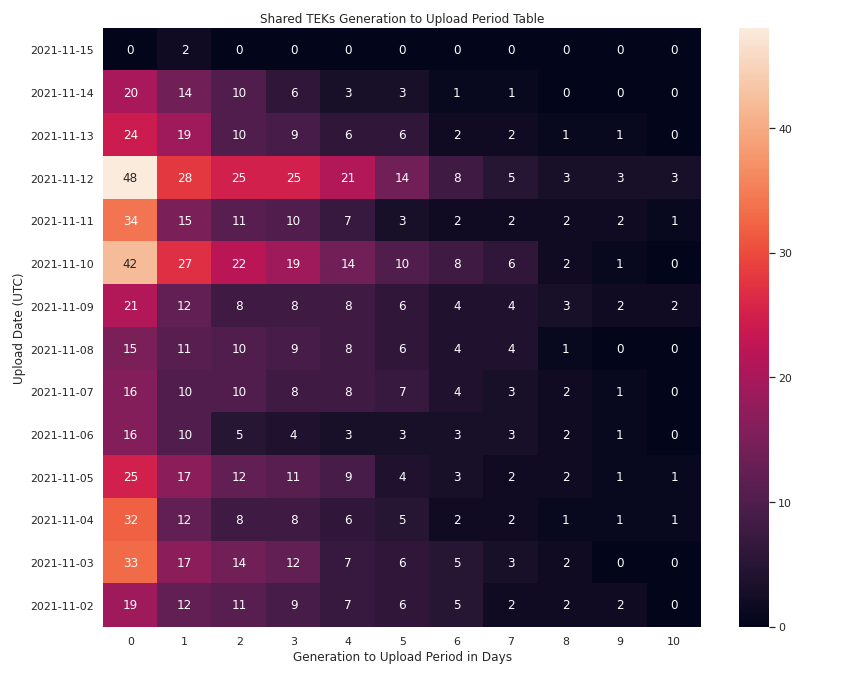 Shared TEKs Generation to Upload Period Table
2021-11-15 0 2 0 0 0 0 0 0 0 0 0
2021-11-14 20 14 10 6 3 3 1 1 0 0 0
2021-11-13 24 19 10 9 6 6 2 2 1 1 0
2021-11-12 48 28 25 25 21 14 8 5 3 3 3
2021-11-11 34 15 11 10 7 3 2 2 2 2 1
2021-11-10 42 27 22 19 14 10 8 6 2 1 0
2021-11-09 21 12 8 8 8 6 4 4 3 2 2
2021-11-08 15 11 10 9 8 6 4 4 1 0 0
2021-11-07 16 10 10 8 8 7 4 3 2 1 0
2021-11-06 16 10 5 4 3 3 3 3 2 1 0
2021-11-05 25 17 12 11 9 4 3 2 2 1 1
2021-11-04 32 12 8 8 6 5 2 2 1 1 1
2021-11-03 33 17 14 12 7 6 5 3 2 0 0
2021-11-02 19 12 11 9 7 6 5 2 2 2 0
0 1 2 3 4 5 6 7 8 9 10
Generation to Upload Period in Days
Upload Date (UTC)
40
30
20
10
0